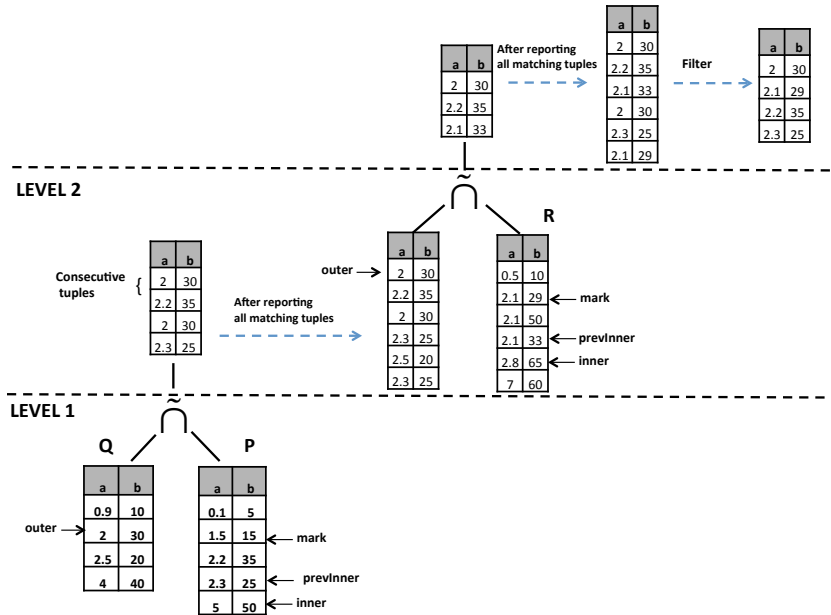 a b
2 30
2.2 35
2.1 33
After reporting
all matching tuples
a b
2 30
2.2 35
2.1 33
2 30
2.3 25
2.1 29
Filter
a b
2 30
2.1 29
2.2 35
2.3 25
LEVEL 2
∩̃
Consecutive
tuples
{
a b
2 30
2.2 35
2 30
2.3 25
After reporting
all matching tuples
outer
a b
2 30
2.2 35
2 30
2.3 25
2.5 20
2.3 25
R
a b
0.5 10
2.1 29
2.1 50
2.1 33
2.8 65
7 60
mark
prevInner
inner
LEVEL 1
∩̃
Q
a b
0.9 10
2 30
2.5 20
4 40
outer
P
a b
0.1 5
1.5 15
2.2 35
2.3 25
5 50
mark
prevInner
inner